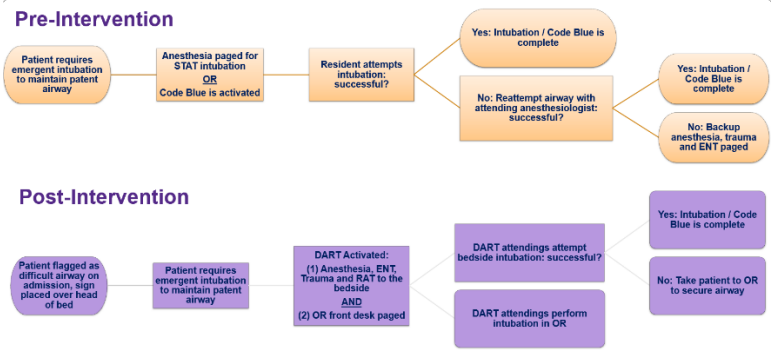 Pre-Intervention
Patient requires
emergent intubation
to maintain patent
airway
Anesthesia paged for
STAT intubation
OR
Code Blue is activated
Resident attempts
intubation:
successful?
Yes: Intubation / Code Blue is
complete
No: Reattempt airway with
attending anesthesiologist:
successful?
Yes: Intubation /
Code Blue is
complete
No: Backup
anesthesia, trauma
and ENT paged
Post-Intervention
Patient flagged as
difficult airway on
admission, sign
placed over head
of bed
Patient requires
emergent intubation
to maintain patent
airway
DART Activated:
(1) Anesthesia, ENT,
Trauma and RAT to the
bedside
AND
(2) OR front desk paged
DART attendings attempt
bedside intubation: successful?
DART attendings perform
intubation in OR
Yes: Intubation / Code
Blue is complete
No: Take patient to OR
to secure airway